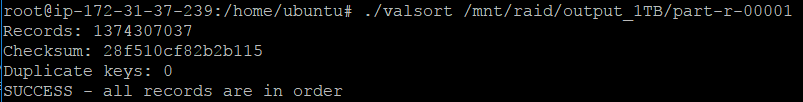 root@ip-172-31-37-239:/home/ubuntu# ./valsort /mnt/raid/output_1TB/part-r-00001
Records: 1374307037
Checksum: 28f510cf82b2b115
Duplicate keys: 0
SUCCESS - all records are in order